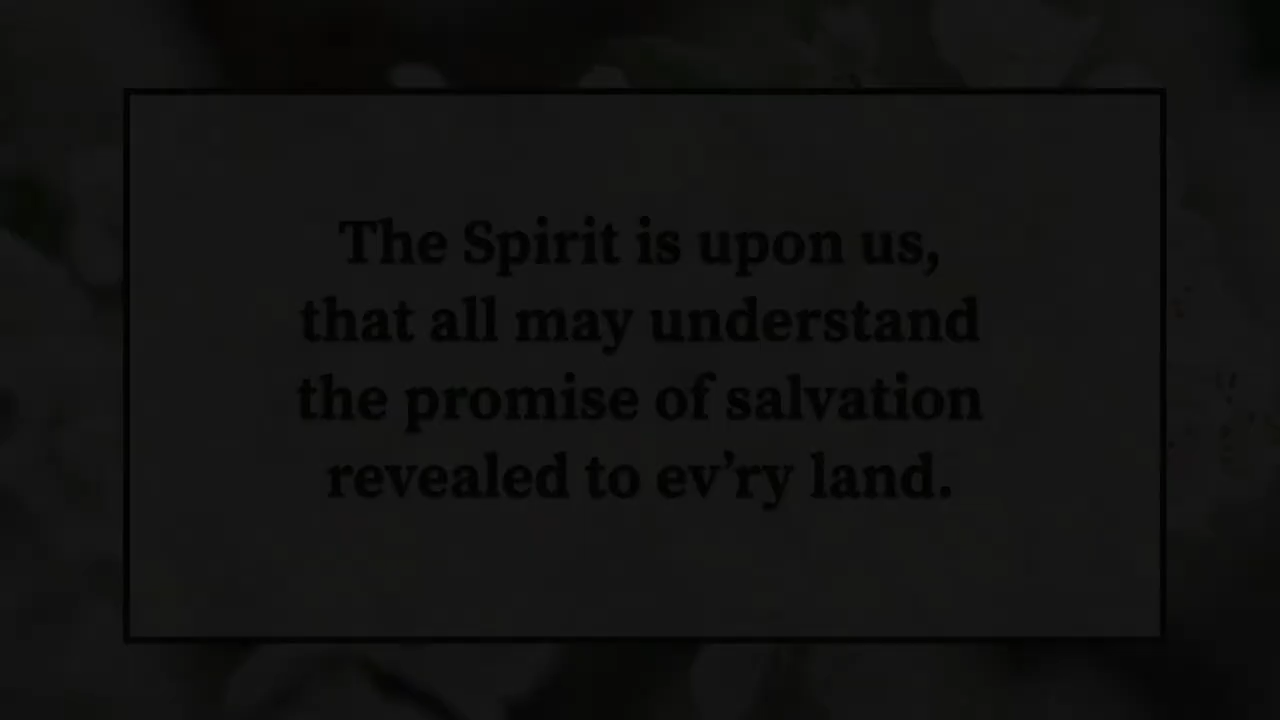 The Spirit is upon us,
that all may understand
the promise of salvation
revealed to ev’ry land.